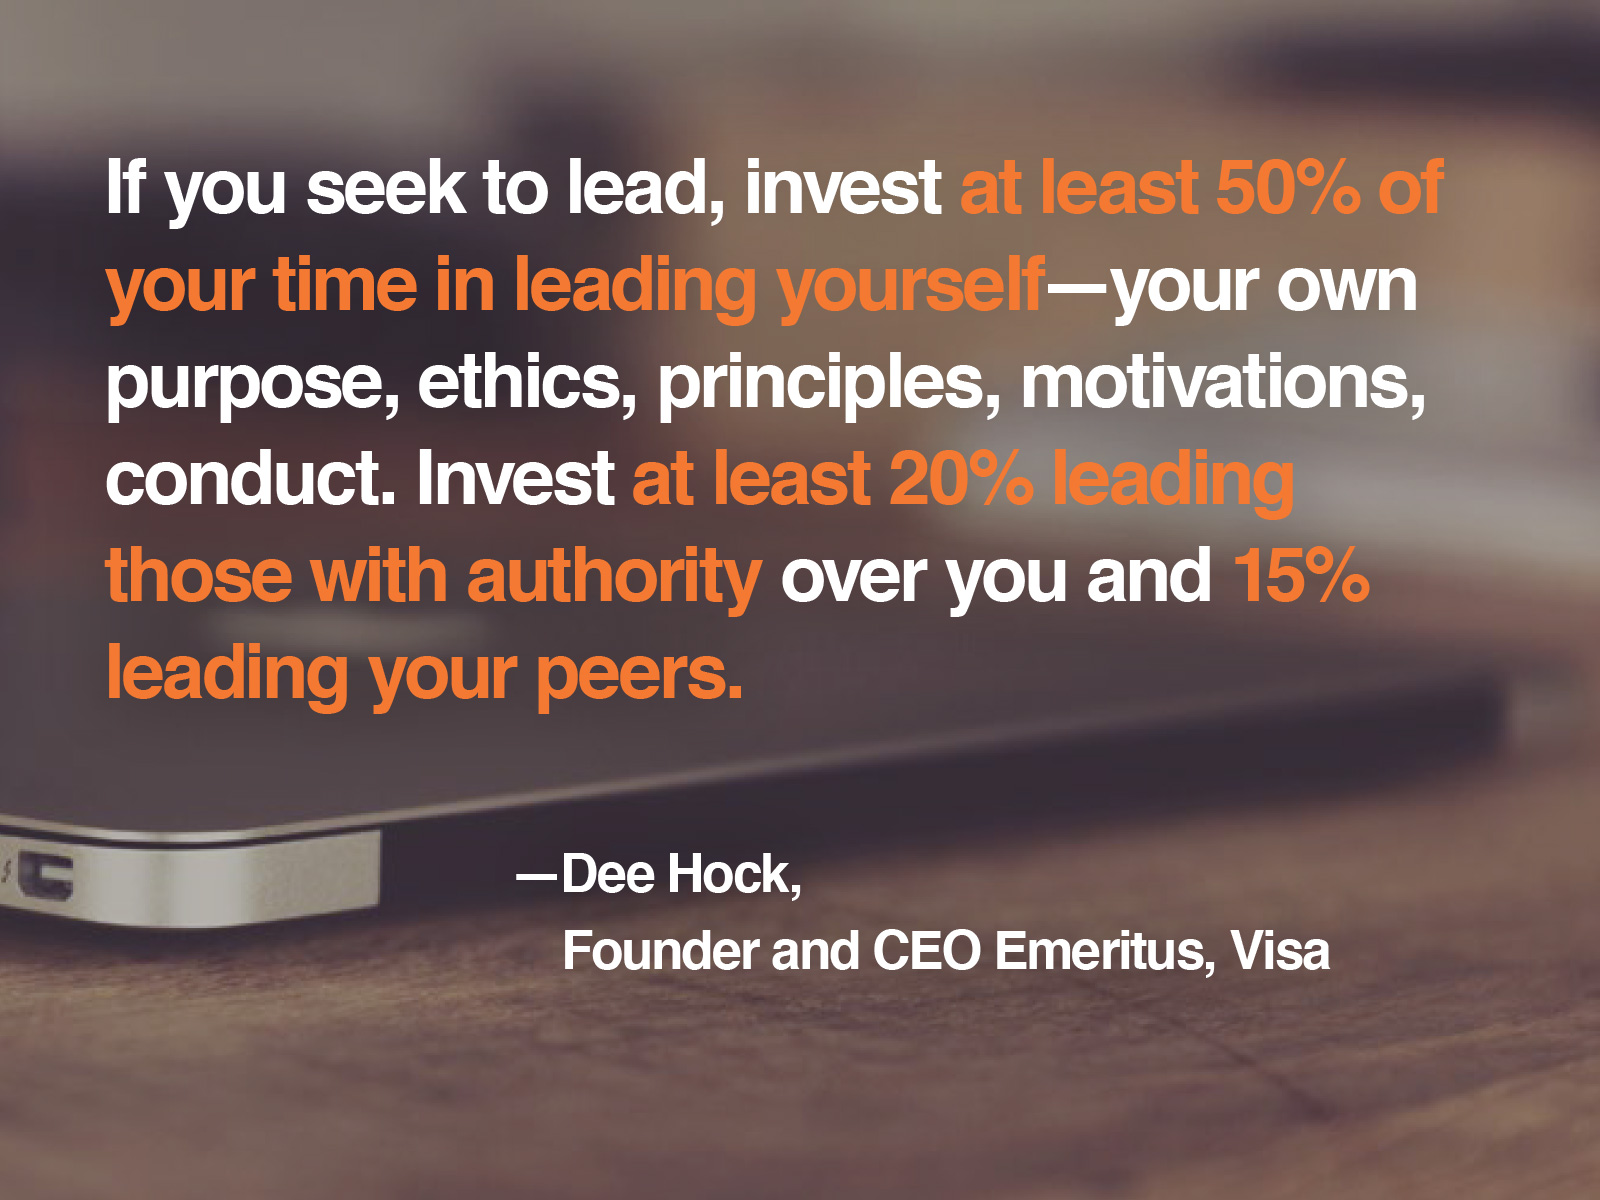 If you seek to lead, invest at least 50% of
your time in leading yourself—your own
purpose, ethics, principles, motivations,
conduct. Invest at least 20% leading
those with authority over you and 15%
leading your peers.
—Dee Hock,
Founder and CEO Emeritus, Visa